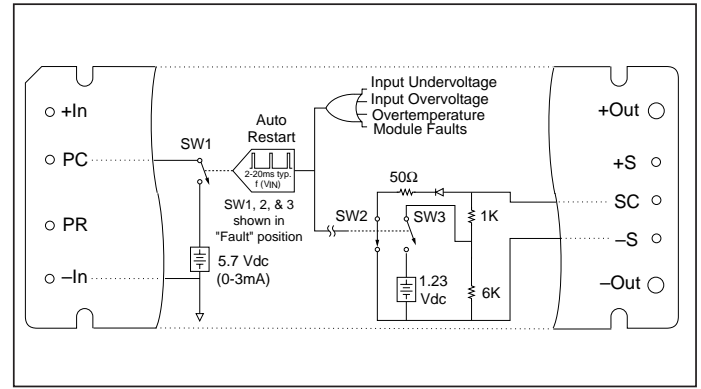 Input Undervoltage
Input Overvoltage
Overtemperature
Module Faults
+In
PC
PR
–In
SW1
Auto
Restart
2-20ms typ.
f (VIN)
SW1, 2, & 3
shown in
"Fault" position
5.7 Vdc
(0-3mA)
50Ω
SW2
SW3
1K
1.23
Vdc
6K
+Out
+S
SC
–S
–Out